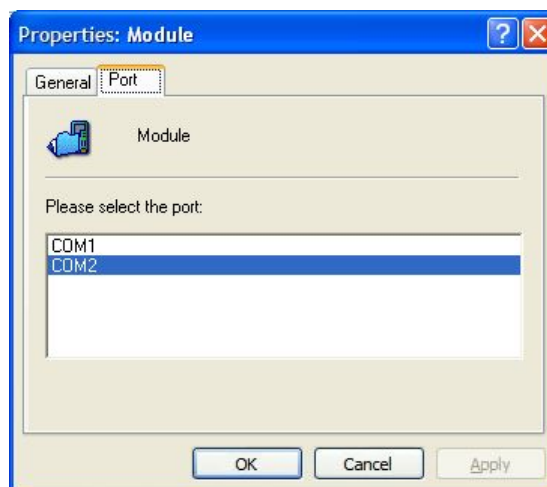 Properties: Module
General Port
Module
Please select the port:
COM1
COM2
OK Cancel Apply